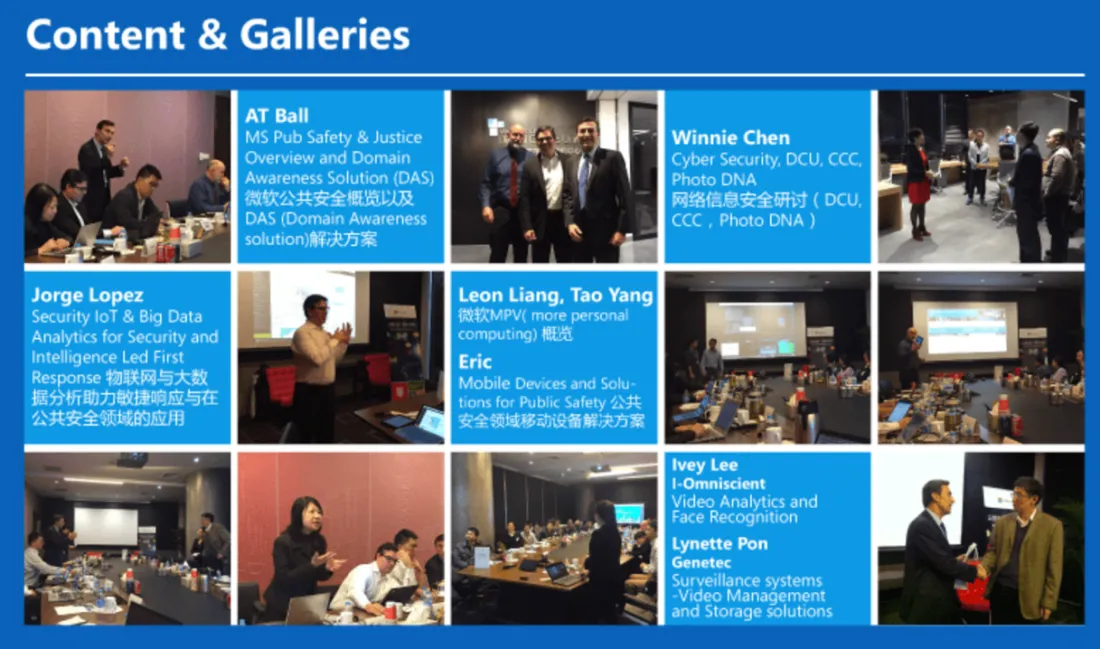 Content & Galleries
AT Ball
MS Pub Safety & Justice
Overview and Domain
Awareness Solution (DAS)
微软公共安全概览以及
DAS (Domain Awareness
solution)解决方案
Winnie Chen
Cyber Security, DCU, CCC,
Photo DNA
网络信息安全研讨（DCU,
CCC，Photo DNA）
Jorge Lopez
Security IoT & Big Data
Analytics for Security and
Intelligence Led First
Response 物联网与大数
据分析助力敏捷响应与在
公共安全领域的应用
Leon Liang, Tao Yang
微软MPV( more personal
computing) 概览
Eric
Mobile Devices and Solu-
tions for Public Safety 公共
安全领域移动设备解决方案
Ivey Lee
I-Omniscient
Video Analytics and
Face Recognition
Lynette Pon
Genetec
Surveillance systems
-Video Management
and Storage solutions